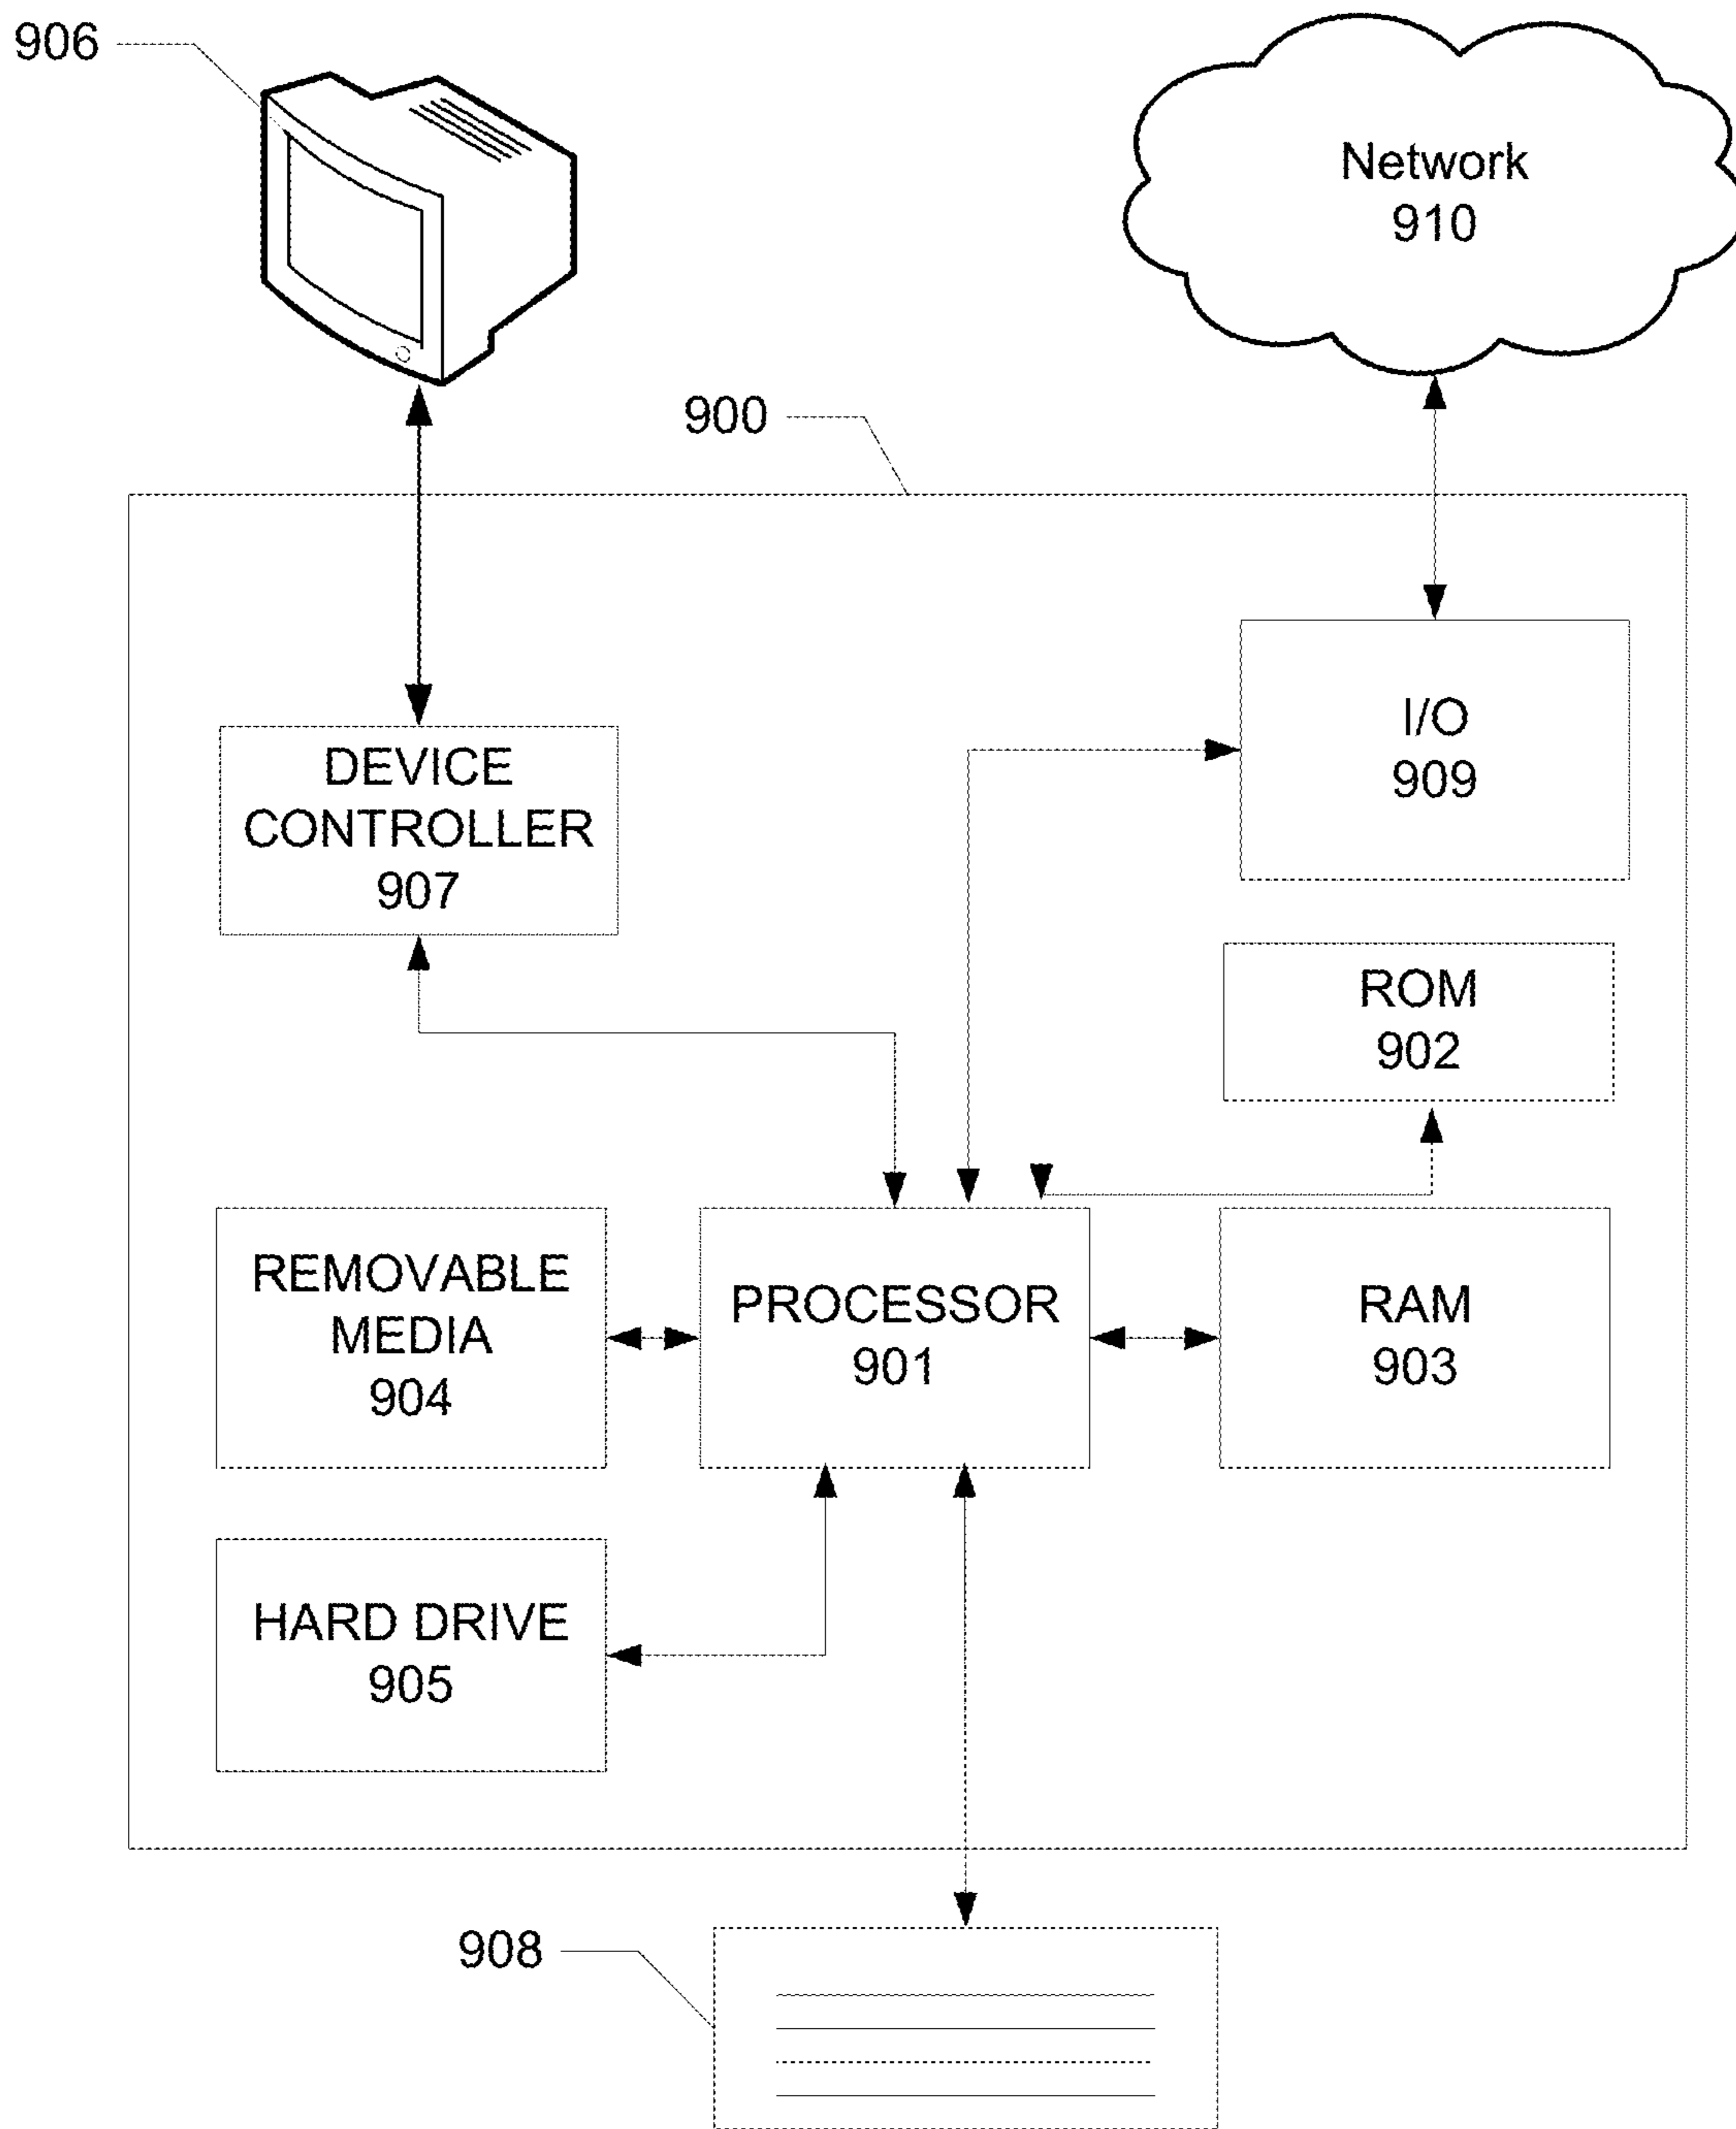 906
Network
910
900
I/O
909
DEVICE
CONTROLLER
907
ROM
902
REMOVABLE
MEDIA
904
PROCESSOR
901
RAM
903
HARD DRIVE
905
908